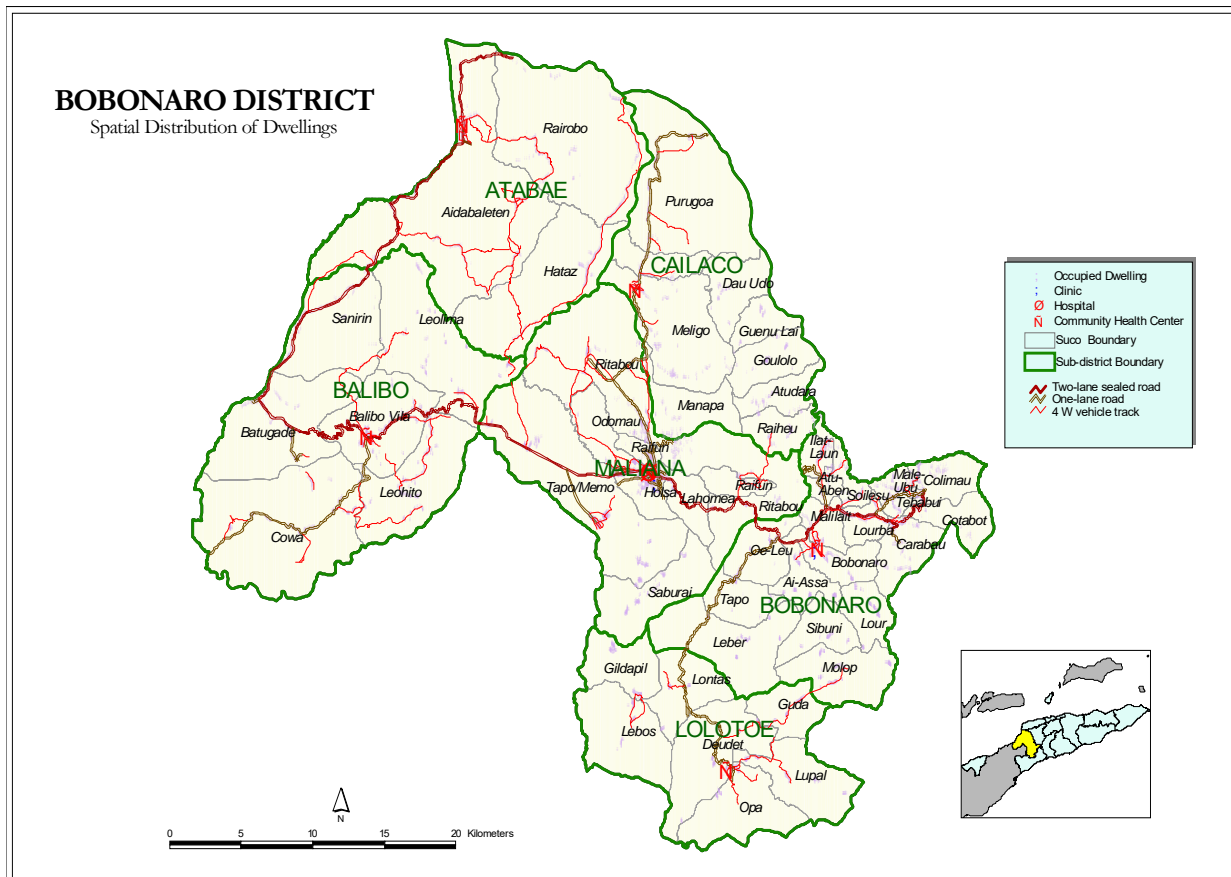 BOBONARO DISTRICT
Spatial Distribution of Dwellings
Rairobo
ATABAE
Aidabaleten
Purugoa
Hataz
CAILACO
Dau Udo
Sanirin
Leolima
Meligo
Guenu Lai
Goulolo
Ritabou
BALIBO
Atudara
Manapa
Balibo Vila
Odomau
Raiheu
Batugade
Ilat-
Laun
Raifun
MALIANA
Atu-
Aben
Male-
Ubu
Colimau
Leohito
Tapo/Memo
Holsa
Lahomea
Raifun
Soilesu
Tebabui
Ritabou
Malilait
Lourba
Cotabot
Cowa
Carabau
Oe-Leu
Bobonaro
Ai-Assa
Saburai
Tapo
BOBONARO
Sibuni
Lour
Leber
Gildapil
Molop
Lontas
Guda
Lebos
LOLOTOE
Deudet
Lupal
Opa
Ñ
Ñ
Ñ
Ñ
Ñ
Occupied Dwelling
Clinic
Ø Hospital
Ñ Community Health Center
Suco Boundary
Sub-district Boundary
Two-lane sealed road
One-lane road
4 W vehicle track
N
0 5 10 15 20 Kilometers